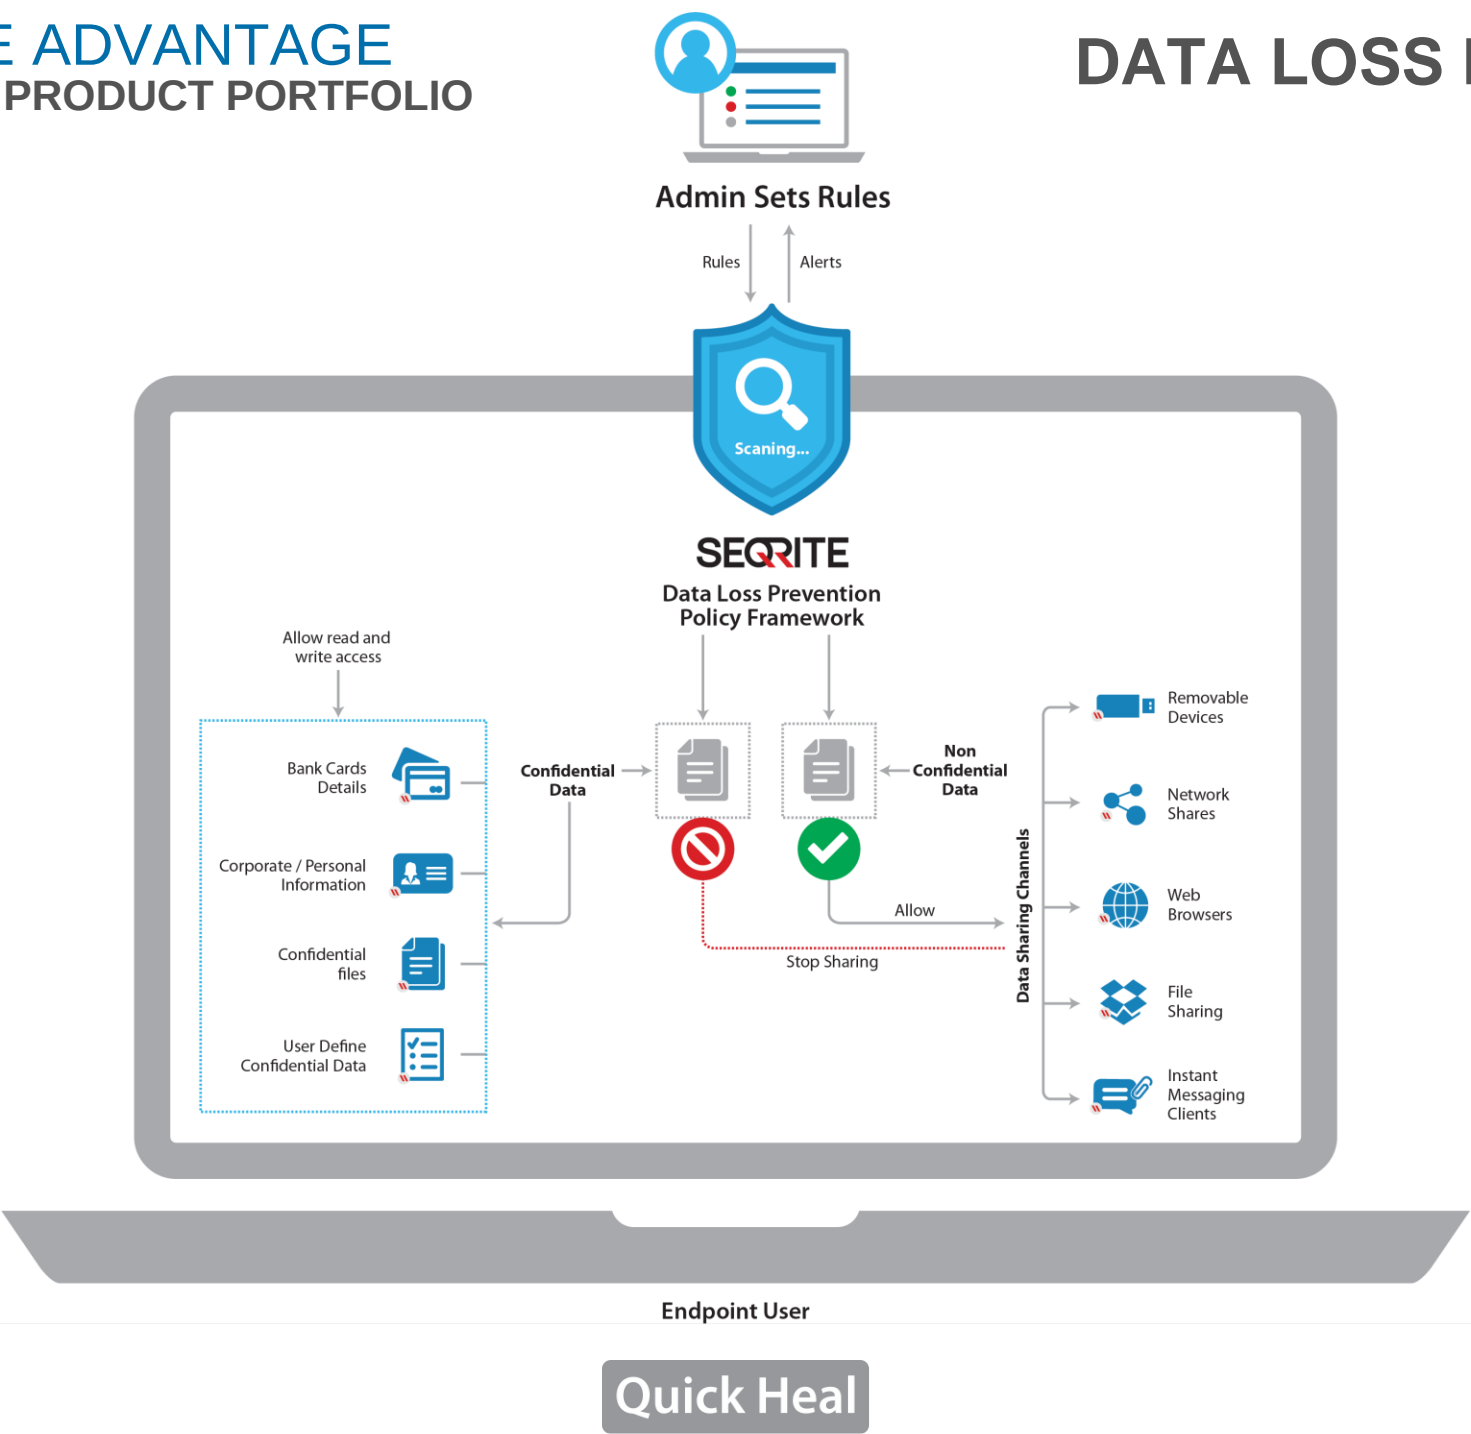 E ADVANTAGE
PRODUCT PORTFOLIO
DATA LOSS
Admin Sets Rules
Rules
Alerts
Scaning...
SEQRITE
Data Loss Prevention
Policy Framework
Allow read and
write access
Bank Cards
Details
Corporate / Personal
Information
Confidential
files
User Define
Confidential Data
Confidential
Data
Non
Confidential
Data
Allow
Stop Sharing
Data Sharing Channels
Removable
Devices
Network
Shares
Web
Browsers
File
Sharing
Instant
Messaging
Clients
Endpoint User
Quick Heal